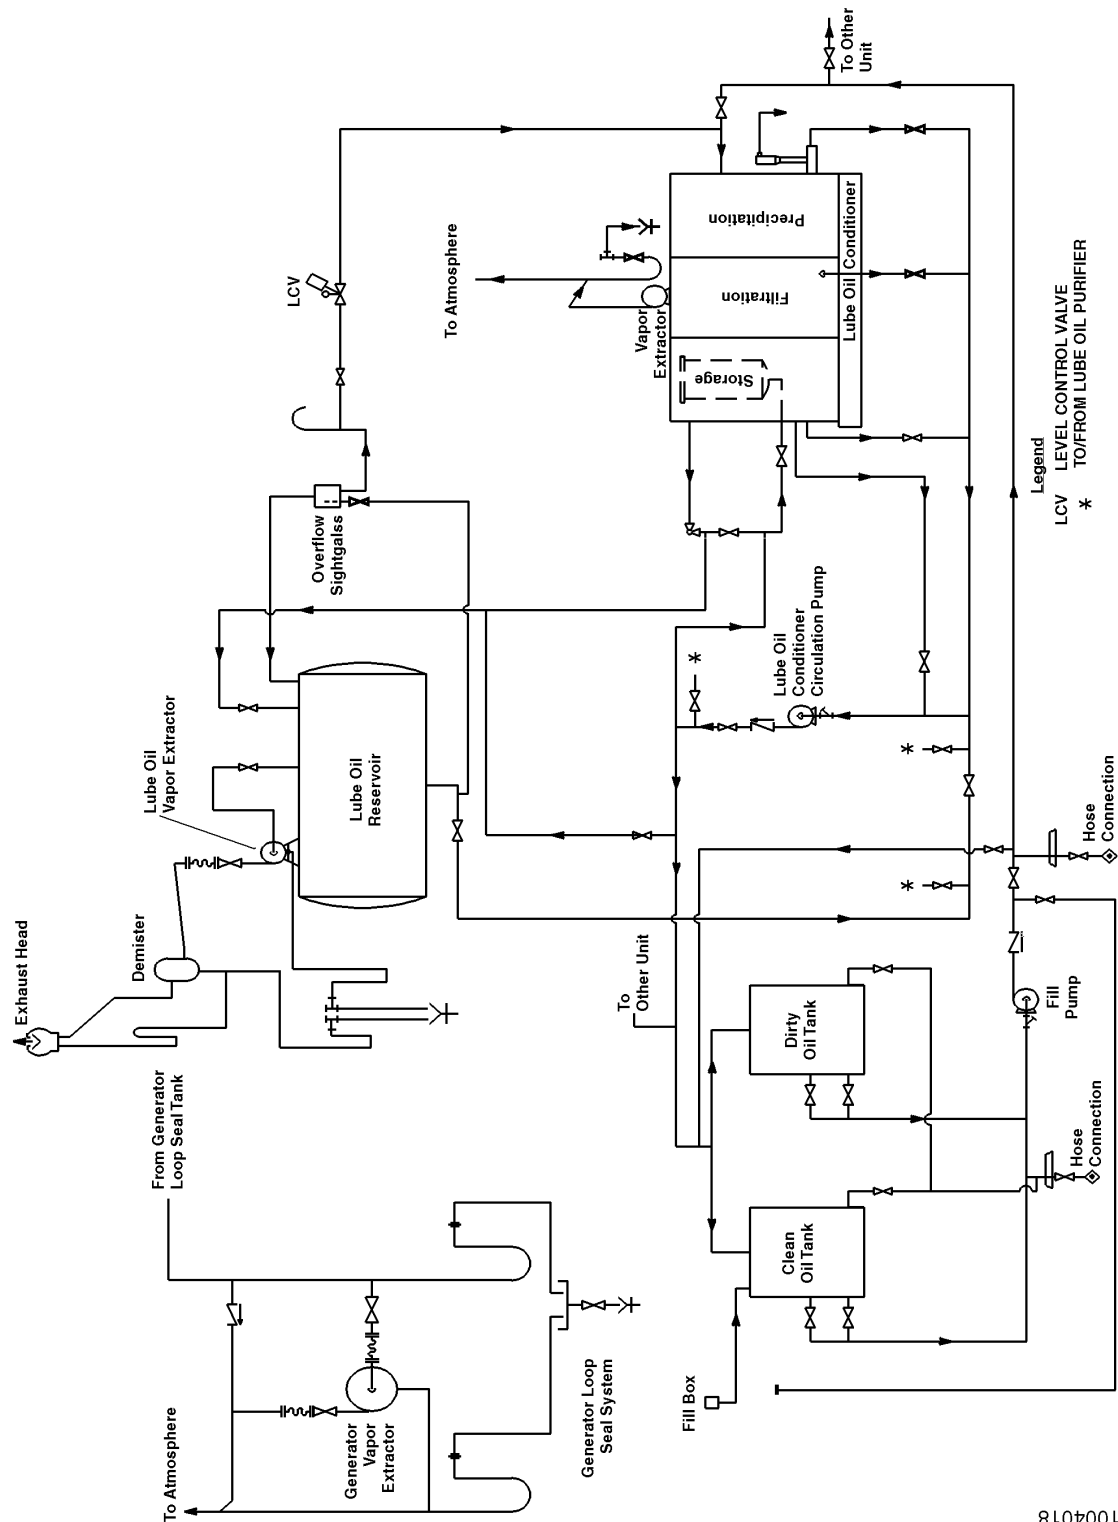 Exhaust Head
Demister
Lube Oil
Vapor Extractor
Lube Oil
Reservoir
Overflow
Sightgalss
LCV
To Atmosphere
Vapor
Extractor
Storage
Filtration
Precipitation
Lube Oil Conditioner
To Other
Unit
From Generator
Loop Seal Tank
To Atmosphere
Generator
Vapor
Extractor
Generator Loop
Seal System
To
Other Unit
*
Lube Oil
Conditioner
Circulation Pump
*
*
Fill Box
Clean
Oil Tank
Dirty
Oil Tank
Fill
Pump
Hose
Connection
Hose
Connection
Legend
LCV LEVEL CONTROL VALVE
* TO/FROM LUBE OIL PURIFIER
1004018